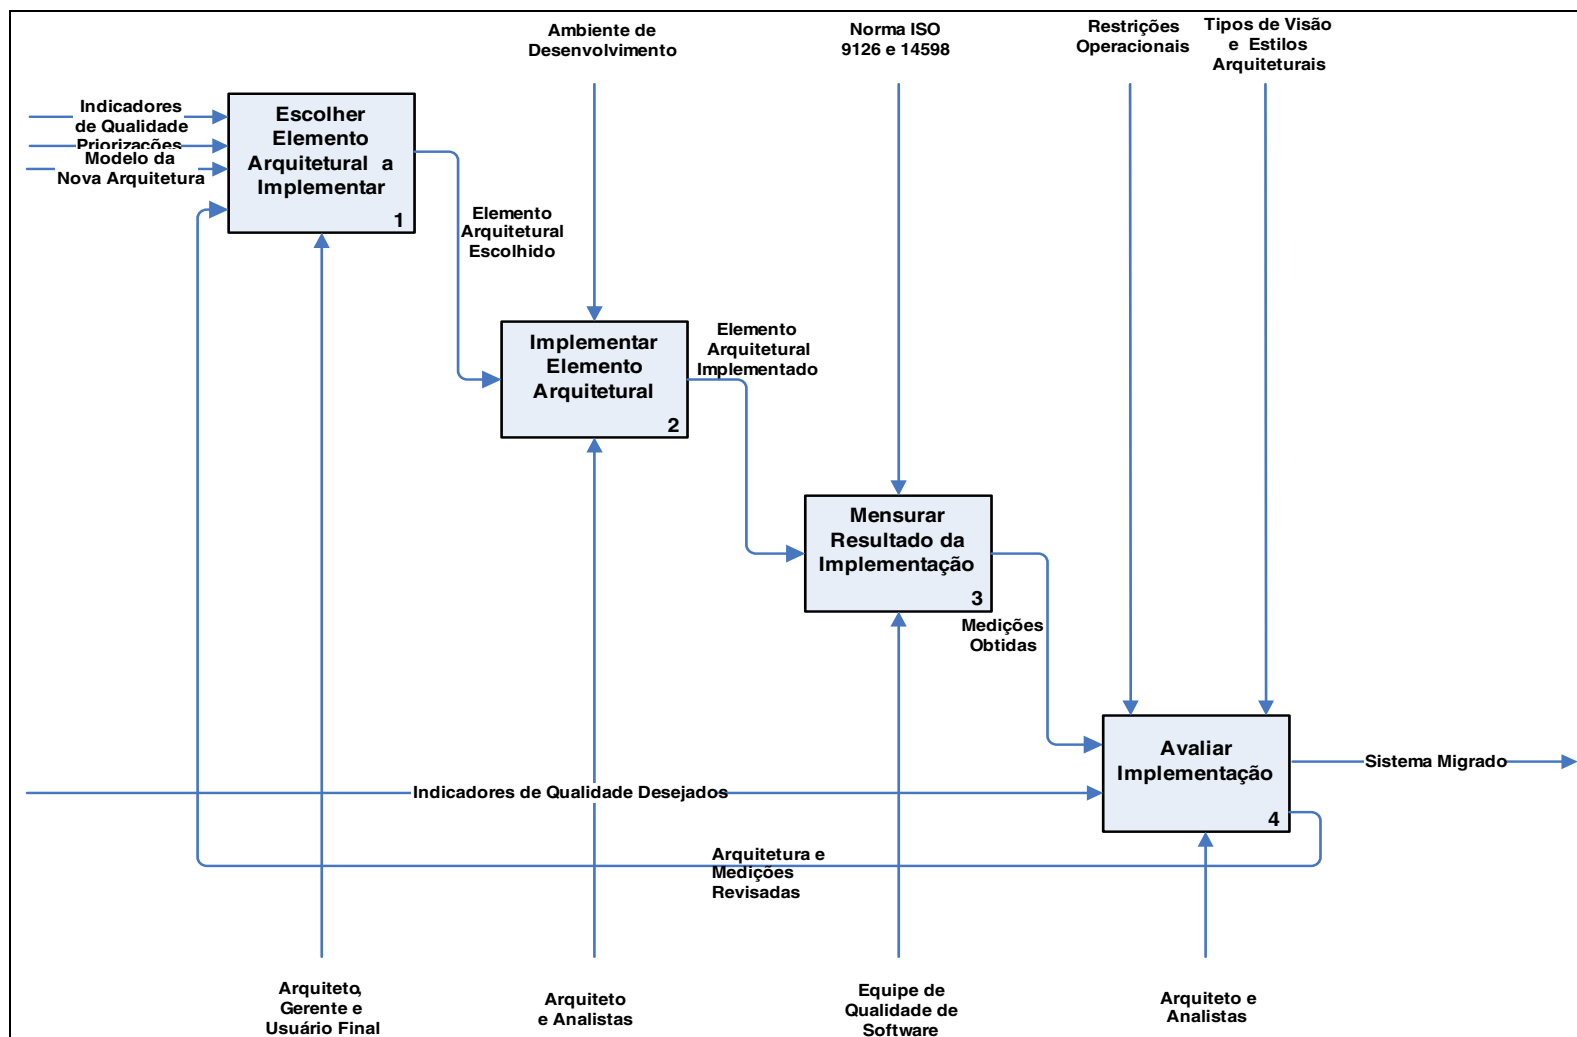 Ambiente de
Desenvolvimento
Norma ISO
9126 e 14598
Restrições
Operacionais
Tipos de Visão
e Estilos
Arquiteturais
Indicadores
de Qualidade
Priorizações
Modelo da
Nova Arquitetura
Escolher
Elemento
Arquitetural a
Implementar
1
Elemento
Arquitetural
Escolhido
Implementar
Elemento
Arquitetural
2
Elemento
Arquitetural
Implementado
Mensurar
Resultado da
Implementação
3
Medições
Obtidas
Avaliar
Implementação
4
Sistema Migrado
Indicadores de Qualidade Desejados
Arquitetura e
Medições
Revisadas
Arquiteto,
Gerente e
Usuário Final
Arquiteto
e Analistas
Equipe de
Qualidade de
Software
Arquiteto e
Analistas